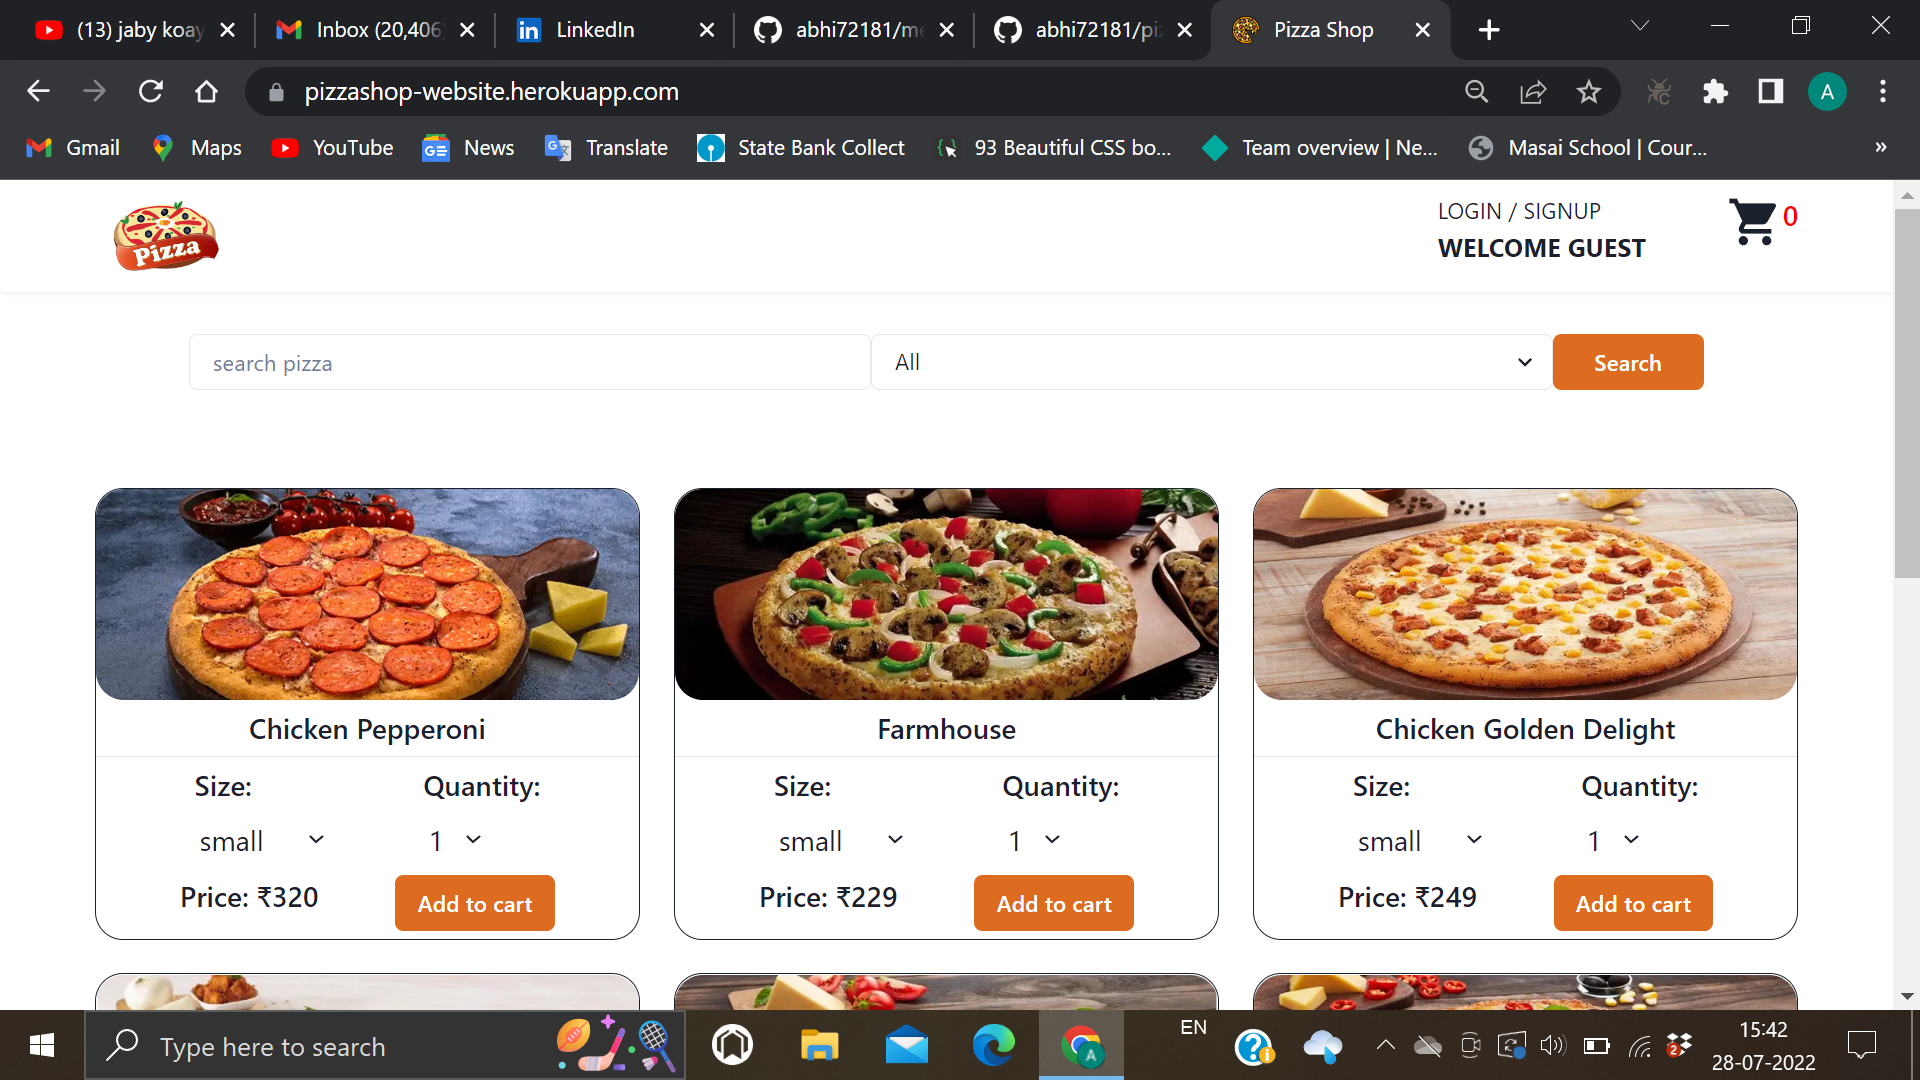 (13) jaby koay
Inbox (20,406
LinkedIn
abhi72181/me
abhi72181/piz
Pizza Shop
pizzashop-website.herokuapp.com
A
Gmail
Maps
YouTube
News
Translate
State Bank Collect
93 Beautiful CSS bo...
Team overview | Ne...
Masai School | Cour...
»
Pizza
LOGIN / SIGNUP
WELCOME GUEST
0
search pizza
All
Search
Chicken Pepperoni
Size:
Quantity:
small
1
Price: ₹320
Add to cart
Farmhouse
Size:
Quantity:
small
1
Price: ₹229
Add to cart
Chicken Golden Delight
Size:
Quantity:
small
1
Price: ₹249
Add to cart
Type here to search
A
EN
2
15:42
28-07-2022